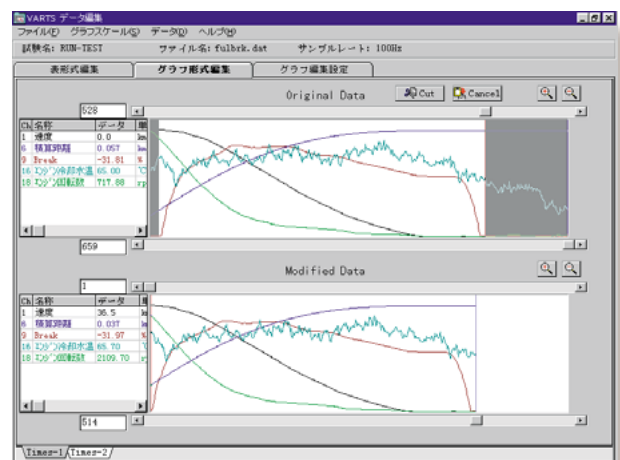 VARTS データ編集
ファイル(F) グラフスケール(S) データ(D) ヘルプ(H)
試験名: RUN-TEST ファイル名: fulbrk.dat サンプルレート: 100Hz
表形式編集 グラフ形式編集 グラフ編集設定
Original Data Cut Cancel
528
Ch 名称 データ 単
1 速度 0.0 km
6 積算距離 0.057 km
9 Break -31.81 %
16 エンジン冷却水温 65.00 ℃
18 エンジン回転数 717.88 rp
659
Modified Data
1
Ch 名称 データ 単
1 速度 36.5
6 積算距離 0.037
9 Break -31.97 %
16 エンジン冷却水温 65.70
18 エンジン回転数 2109.70
514
Times-1 Times-2